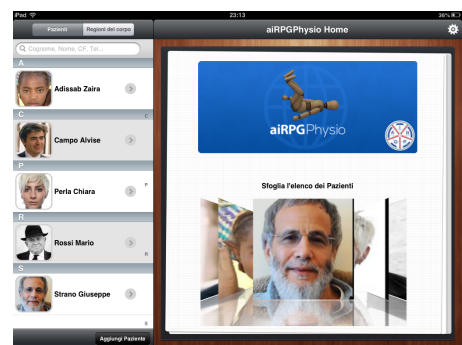 iPad
23:13
36%
Pazienti
Regioni del corpo
aiRPGPhysio Home
Cognome, Nome, CF, Tel...
A
Adissab Zaira
C
C
Campo Alvise
P
Perla Chiara
P
R
Rossi Mario
R
S
Strano Giuseppe
S
Aggiungi Paziente
aiRPGPhysio
Sfoglia l'elenco dei Pazienti